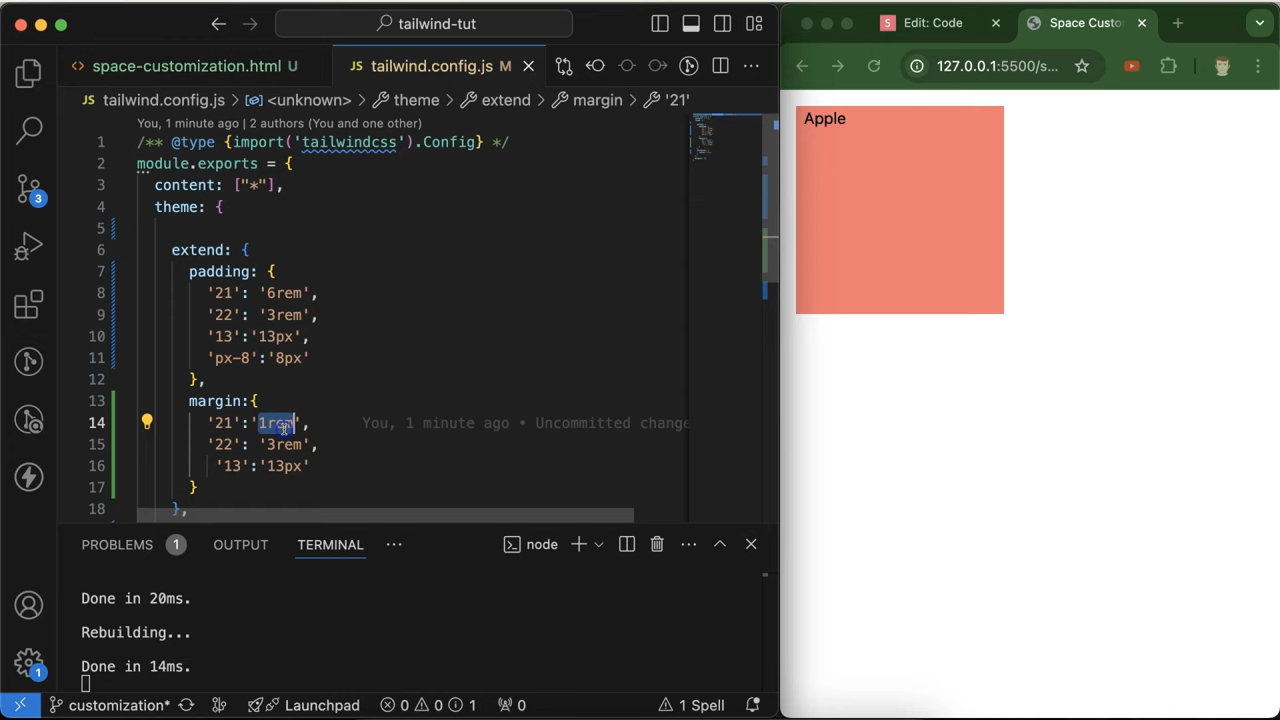 tailwind-tut
space-customization.html U
tailwind.config.js M
tailwind.config.js > <unknown> > theme > extend > margin > '21'
You, 1 minute ago | 2 authors (You and one other)
1 /** @type {import('tailwindcss').Config} */
2 module.exports = {
3 content: ["*"],
4 theme: {
5
6 extend: {
7 padding: {
8 '21': '6rem',
9 '22': '3rem',
10 '13':'13px',
11 'px-8':'8px'
12 },
13 margin:{
14 '21':'1rem', You, 1 minute ago • Uncommitted change
15 '22': '3rem',
16 '13':'13px'
17 }
18 },
3
1
PROBLEMS 1 OUTPUT TERMINAL ··· node
Done in 20ms.
Rebuilding...
Done in 14ms.
customization* Launchpad 0 0 1 0 1 Spell
S Edit: Code
Space Custo
127.0.0.1:5500/s...
Apple